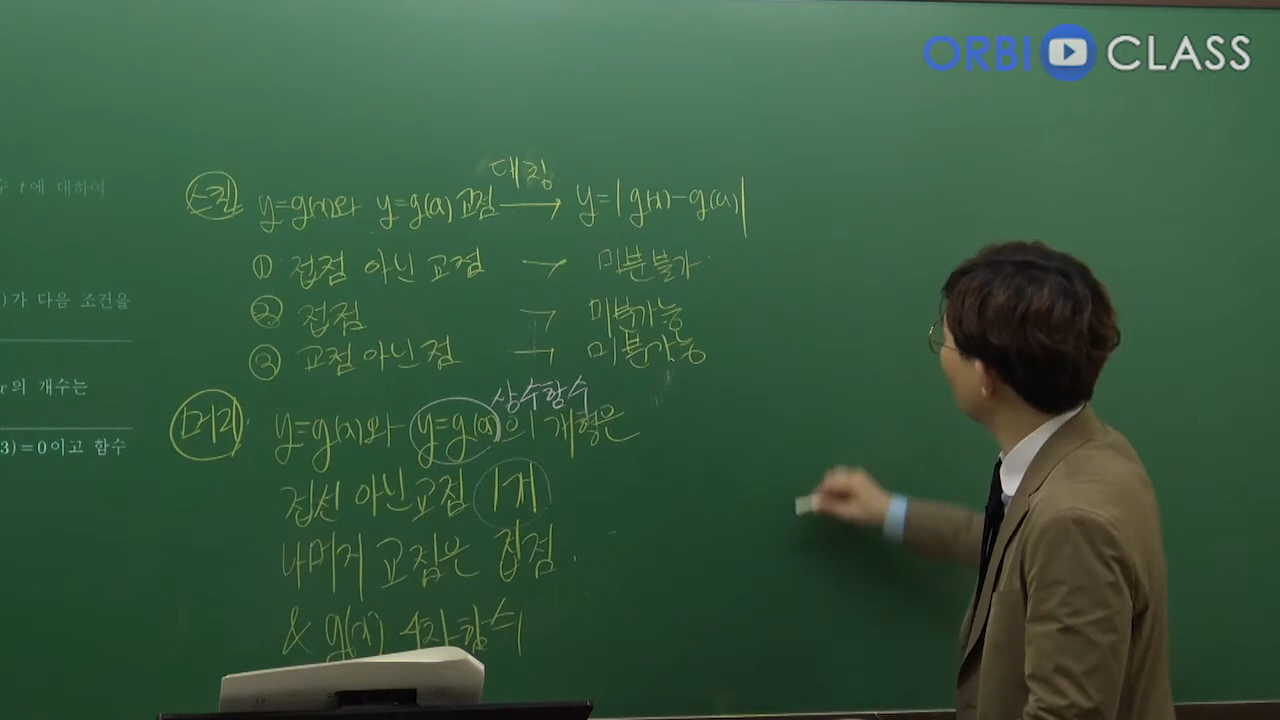 ORBI CLASS
수 t에 대하여
)가 다음 조건을
x의 개수는
3)=0이고 함수
스킬 y=g(x)와 y=g(a) 교점 대칭→ y=|g(x)-g(a)|
① 접점 아닌 교점 → 미분불가
② 접점 → 미분가능
③ 교점아닌점 → 미분가능
상수함수
머리 y=g(x)와 y=g(a)의 개형은
접선 아닌교점 1개
나머지 교점은 접점.
& g(x) 4차함수